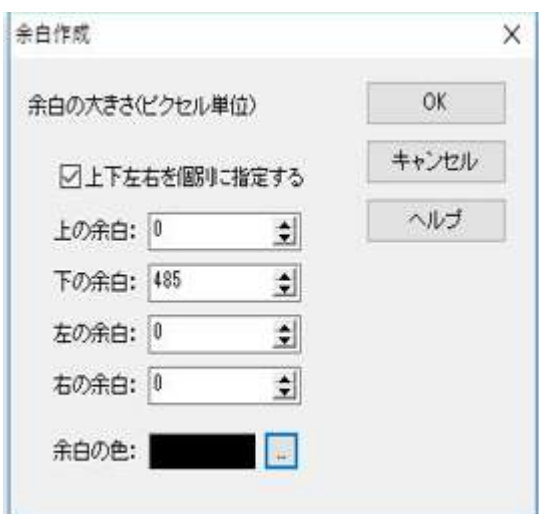 余白作成
余白の大きさ(ピクセル単位)
OK
キャンセル
ヘルプ
上下左右を個別に指定する
上の余白: 0
下の余白: 485
左の余白: 0
右の余白: 0
余白の色: ..